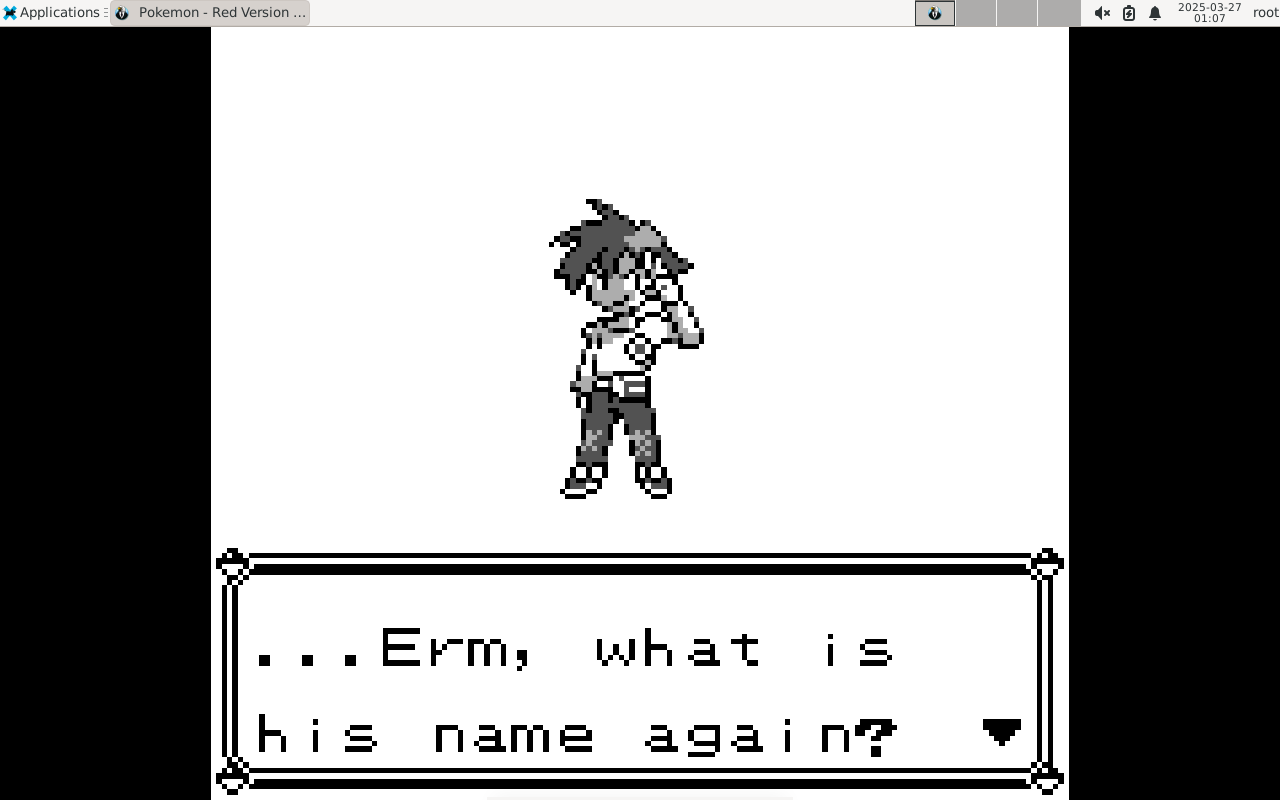 Applications
Pokemon - Red Version ...
2025-03-27
01:07
root
...Erm, what is
his name again?